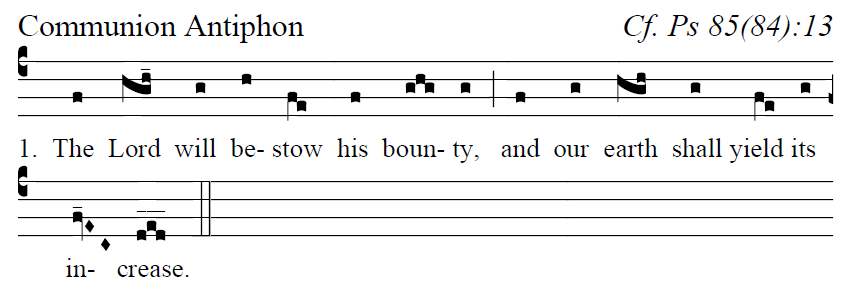 Communion Antiphon Cf. Ps 85(84):13
1. The Lord will be- stow his boun- ty, and our earth shall yield its
in- crease.